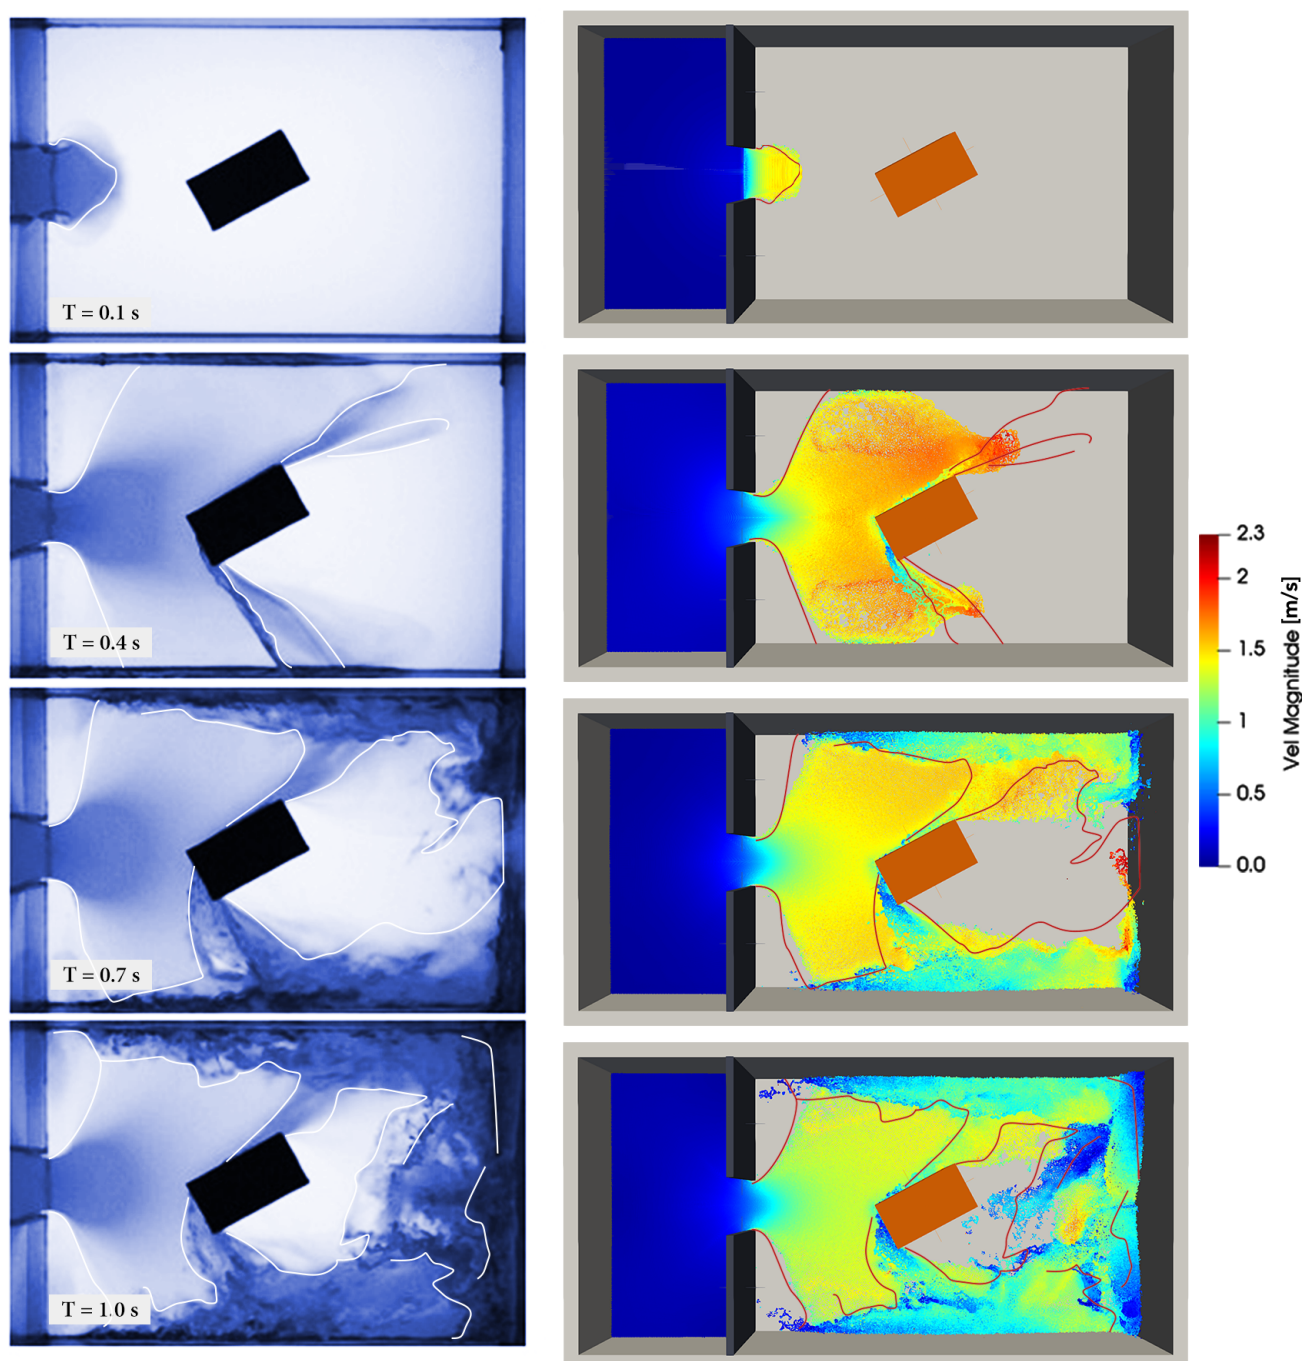 T = 0.1 s
T = 0.4 s
2.3
2
1.5
1
0.5
0.0
Vel Magnitude [m/s]
T = 0.7 s
T = 1.0 s